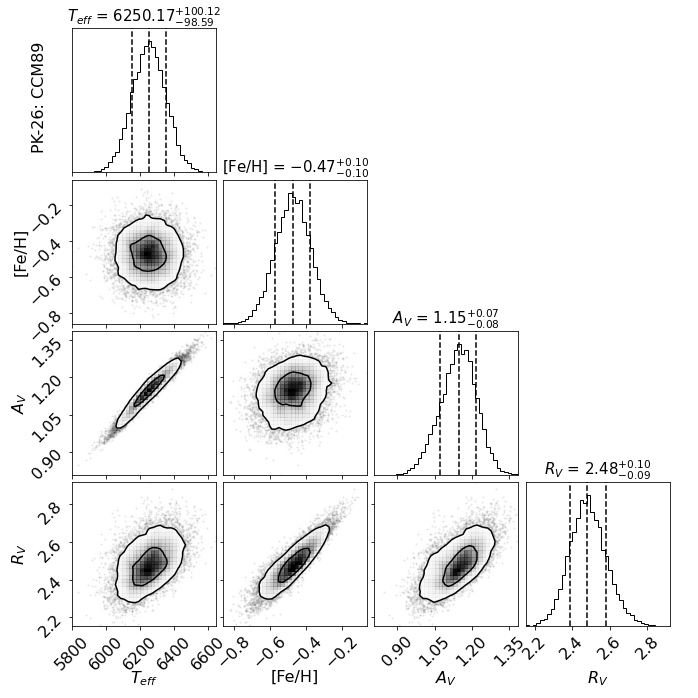 T_eff = 6250.17^{+100.12}_{-98.59}
PK-26: CCM89
[Fe/H] = −0.47^{+0.10}_{-0.10}
−0.2
−0.4
−0.6
−0.8
[Fe/H]
A_V = 1.15^{+0.07}_{-0.08}
1.35
1.20
1.05
0.90
A_V
R_V = 2.48^{+0.10}_{-0.09}
2.8
2.6
2.4
2.2
R_V
5800 6000 6200 6400 6600
−0.8 −0.6 −0.4 −0.2
0.90 1.05 1.20 1.35
2.2 2.4 2.6 2.8
T_eff [Fe/H] A_V R_V